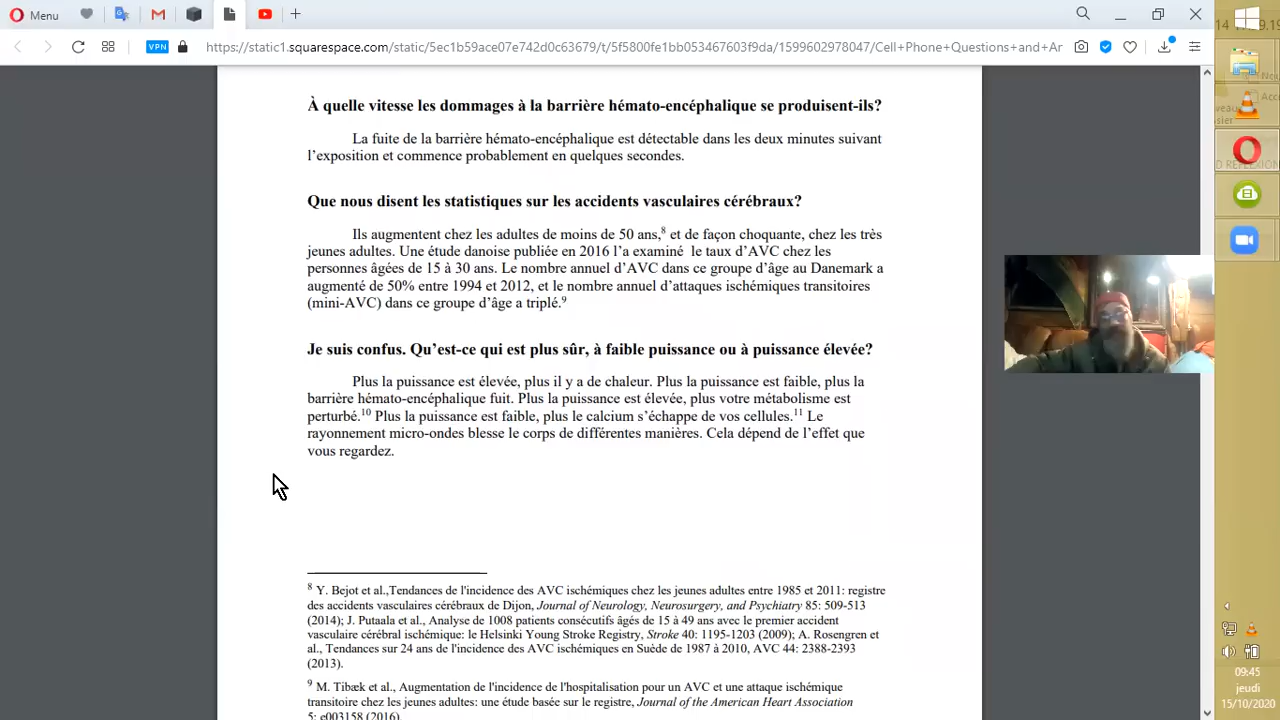 Menu
VPN
https://static1.squarespace.com/static/5ec1b59aceb7e742d0c63679/t/5f5800fe1bb053467603f9da/1599602970047/Cell+Phone+Questions+and+Ar
À quelle vitesse les dommages à la barrière hémato-encéphalique se produisent-ils?
La fuite de la barrière hémato-encéphalique est détectable dans les deux minutes suivant
l’exposition et commence probablement en quelques secondes.
Que nous disent les statistiques sur les accidents vasculaires cérébraux?
Ils augmentent chez les adultes de moins de 50 ans,8 et de façon choquante, chez les très
jeunes adultes. Une étude danoise publiée en 2016 l’a examiné le taux d’AVC chez les
personnes âgées de 15 à 30 ans. Le nombre annuel d’AVC dans ce groupe d’âge au Danemark a
augmenté de 50% entre 1994 et 2012, et le nombre annuel d’attaques ischémiques transitoires
(mini-AVC) dans ce groupe d’âge a triplé.9
Je suis confus. Qu’est-ce qui est plus sûr, à faible puissance ou à puissance élevée?
Plus la puissance est élevée, plus il y a de chaleur. Plus la puissance est faible, plus la
barrière hémato-encéphalique fuit. Plus la puissance est élevée, plus votre métabolisme est
perturbé.10 Plus la puissance est faible, plus le calcium s’échappe de vos cellules.11 Le
rayonnement micro-ondes blesse le corps de différentes manières. Cela dépend de l’effet que
vous regardez.
8 Y. Bejot et al.,Tendances de l'incidence des AVC ischémiques chez les jeunes adultes entre 1985 et 2011: registre
des accidents vasculaires cérébraux de Dijon, Journal of Neurology, Neurosurgery, and Psychiatry 85: 509-513
(2014); J. Putaala et al., Analyse de 1008 patients consécutifs âgés de 15 à 49 ans avec le premier accident
vasculaire cérébral ischémique: le Helsinki Young Stroke Registry, Stroke 40: 1195-1203 (2009); A. Rosengren et
al., Tendances sur 24 ans de l'incidence des AVC ischémiques en Suède de 1987 à 2010, AVC 44: 2388-2393
(2013).
9 M. Tibæk et al., Augmentation de l'incidence de l'hospitalisation pour un AVC et une attaque ischémique
transitoire chez les jeunes adultes: une étude basée sur le registre, Journal of the American Heart Association
5: e003158 (2016).
09:45
jeudi
15/10/2020